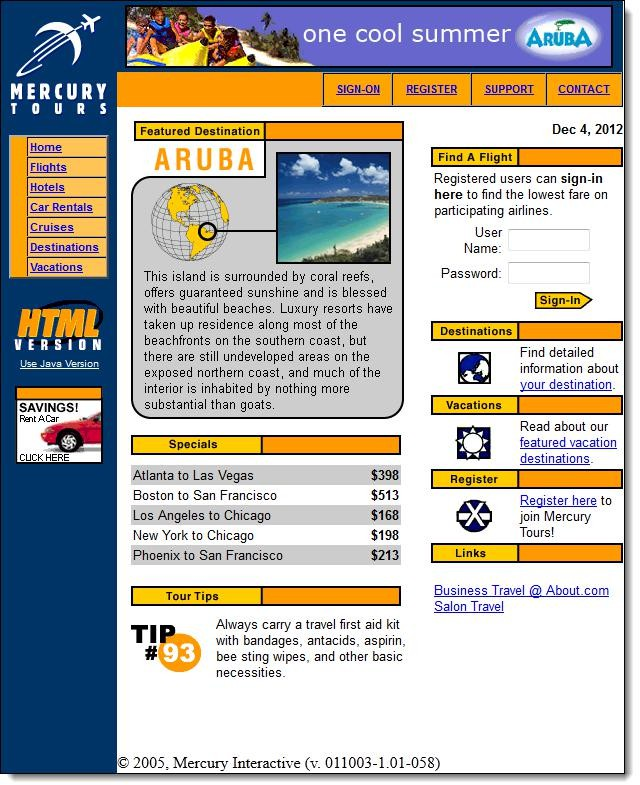 MERCURY
TOURS
one cool summer ARUBA
SIGN-ON REGISTER SUPPORT CONTACT
Home
Flights
Hotels
Car Rentals
Cruises
Destinations
Vacations
HTML
VERSION
Use Java Version
SAVINGS!
Rent A Car
CLICK HERE
Featured Destination
ARUBA
This island is surrounded by coral reefs,
offers guaranteed sunshine and is blessed
with beautiful beaches. Luxury resorts have
taken up residence along most of the
beachfronts on the southern coast, but
there are still undeveloped areas on the
exposed northern coast, and much of the
interior is inhabited by nothing more
substantial than goats.
Specials
Atlanta to Las Vegas $398
Boston to San Francisco $513
Los Angeles to Chicago $168
New York to Chicago $198
Phoenix to San Francisco $213
Tour Tips
TIP
#93
Always carry a travel first aid kit
with bandages, antacids, aspirin,
bee sting wipes, and other basic
necessities.
Dec 4, 2012
Find A Flight
Registered users can sign-in
here to find the lowest fare on
participating airlines.
User
Name:
Password:
Sign-In
Destinations
Find detailed
information about
your destination.
Vacations
Read about our
featured vacation
destinations.
Register
Register here to
join Mercury
Tours!
Links
Business Travel @ About.com
Salon Travel
© 2005, Mercury Interactive (v. 011003-1.01-058)